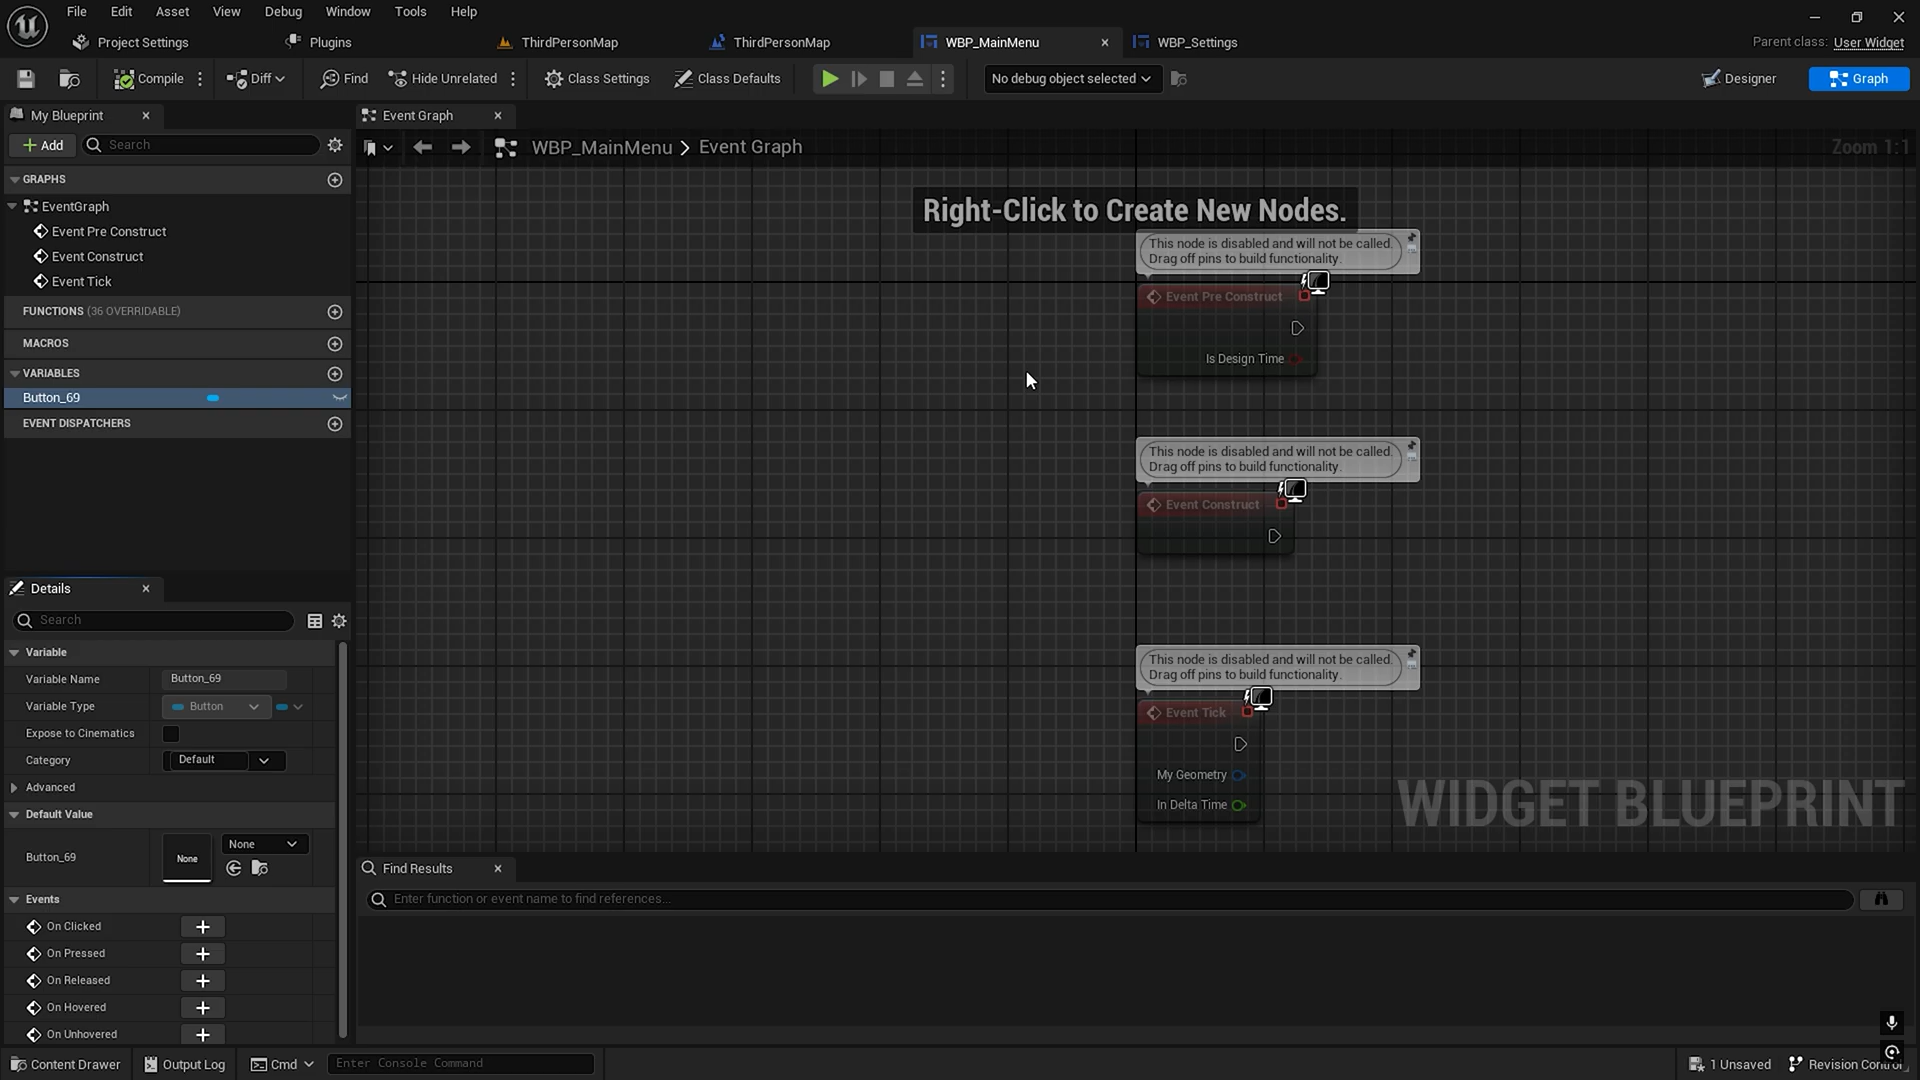 File Edit Asset View Debug Window Tools Help
Project Settings Plugins ThirdPersonMap ThirdPersonMap WBP_MainMenu WBP_Settings Parent class: User Widget
Compile Diff Find Hide Unrelated Class Settings Class Defaults No debug object selected Designer Graph
My Blueprint
Event Graph
Add Search
WBP_MainMenu > Event Graph Zoom 1:1
GRAPHS
EventGraph
Event Pre Construct
Event Construct
Event Tick
FUNCTIONS (36 OVERRIDABLE)
MACROS
VARIABLES
Button_69
EVENT DISPATCHERS
Right-Click to Create New Nodes.
This node is disabled and will not be called.
Drag off pins to build functionality.
Event Pre Construct
Is Design Time
This node is disabled and will not be called.
Drag off pins to build functionality.
Event Construct
This node is disabled and will not be called.
Drag off pins to build functionality.
Event Tick
My Geometry
In Delta Time
WIDGET BLUEPRINT
Details
Search
Variable
Variable Name Button_69
Variable Type Button
Expose to Cinematics
Category Default
Advanced
Default Value
Button_69 None None
Events
On Clicked
On Pressed
On Released
On Hovered
On Unhovered
Find Results
Enter function or event name to find references...
Content Drawer Output Log Cmd Enter Console Command 1 Unsaved Revision Control